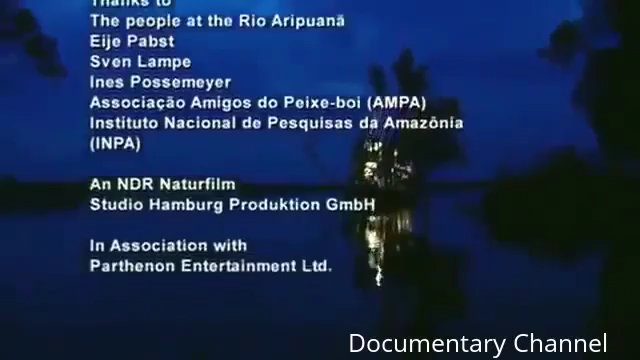 Thanks to
The people at the Rio Aripuanã
Eije Pabst
Sven Lampe
Ines Possemeyer
Associação Amigos do Peixe-boi (AMPA)
Instituto Nacional de Pesquisas da Amazônia
(INPA)
An NDR Naturfilm
Studio Hamburg Produktion GmbH
In Association with
Parthenon Entertainment Ltd.
Documentary Channel